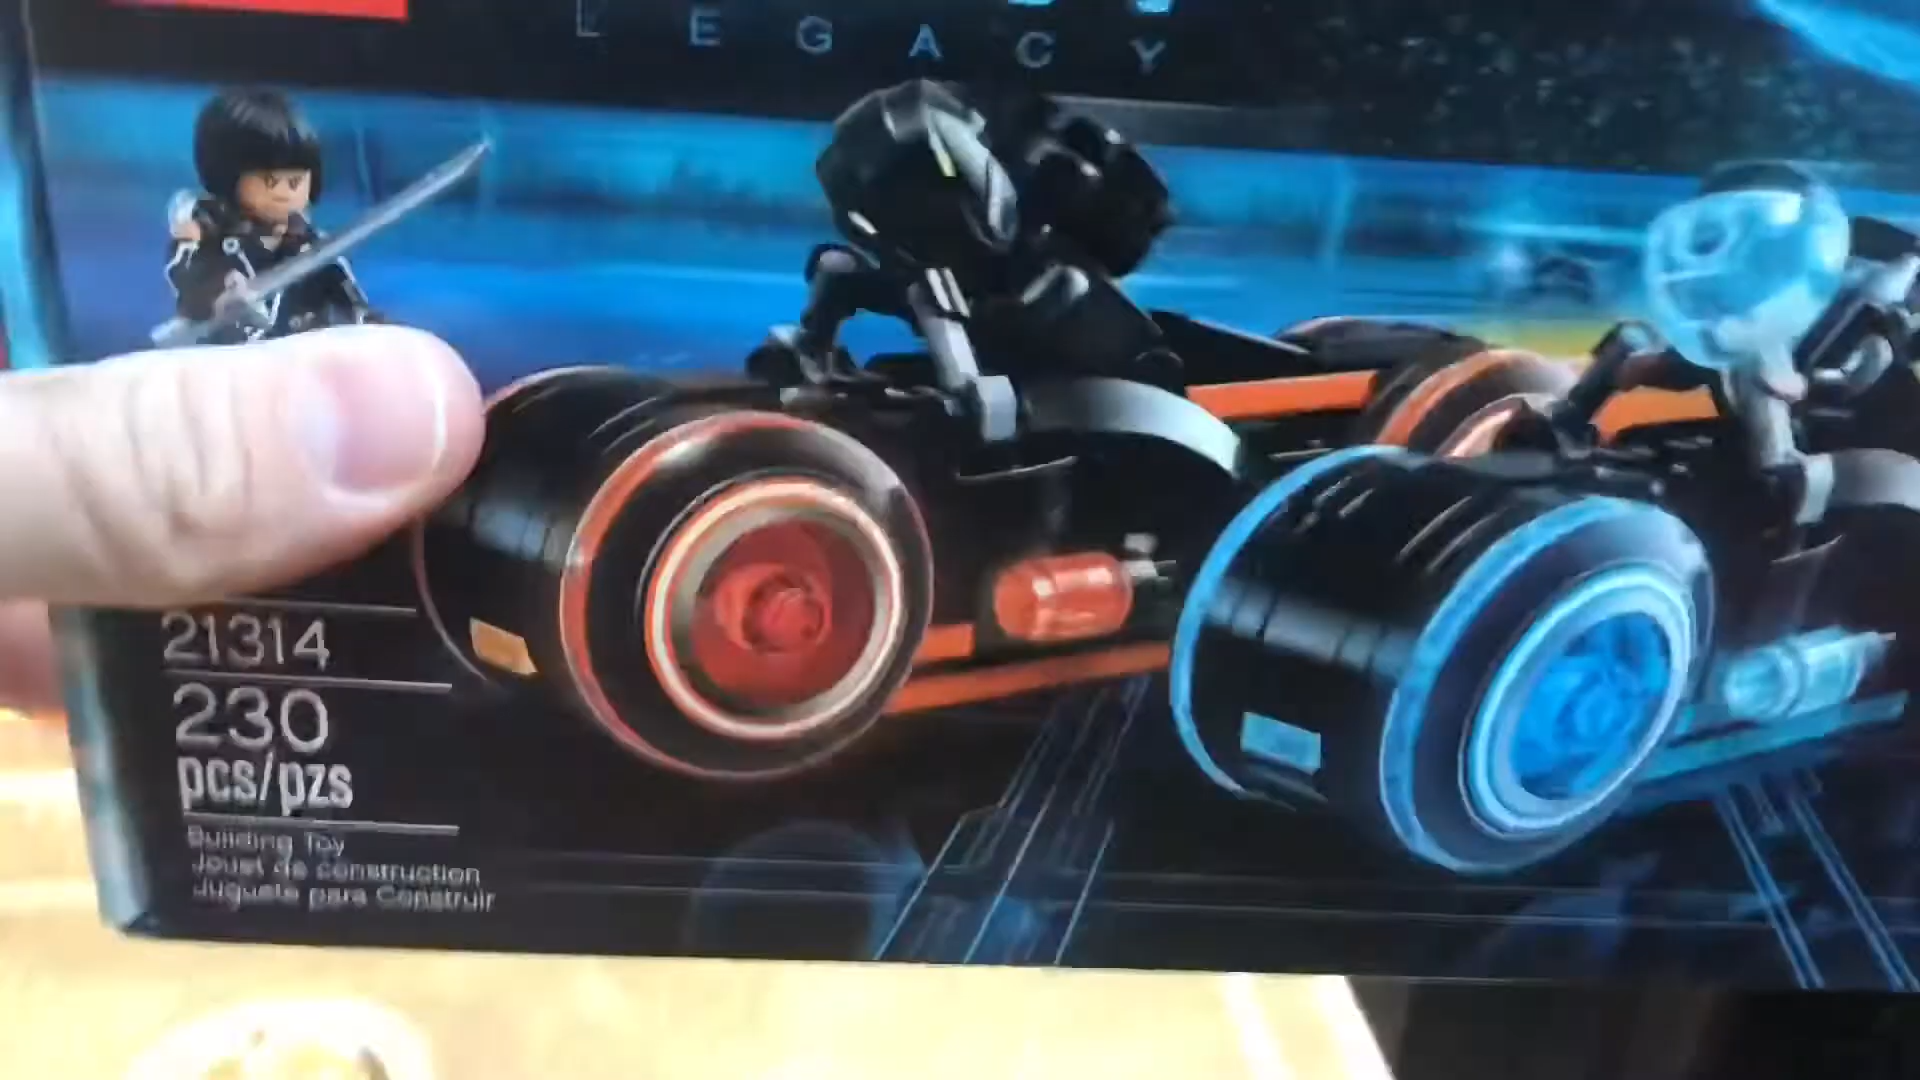 LEGACY
21314
230
pcs/pzs
Building Toy
Jouet de construction
Juguete para Construir